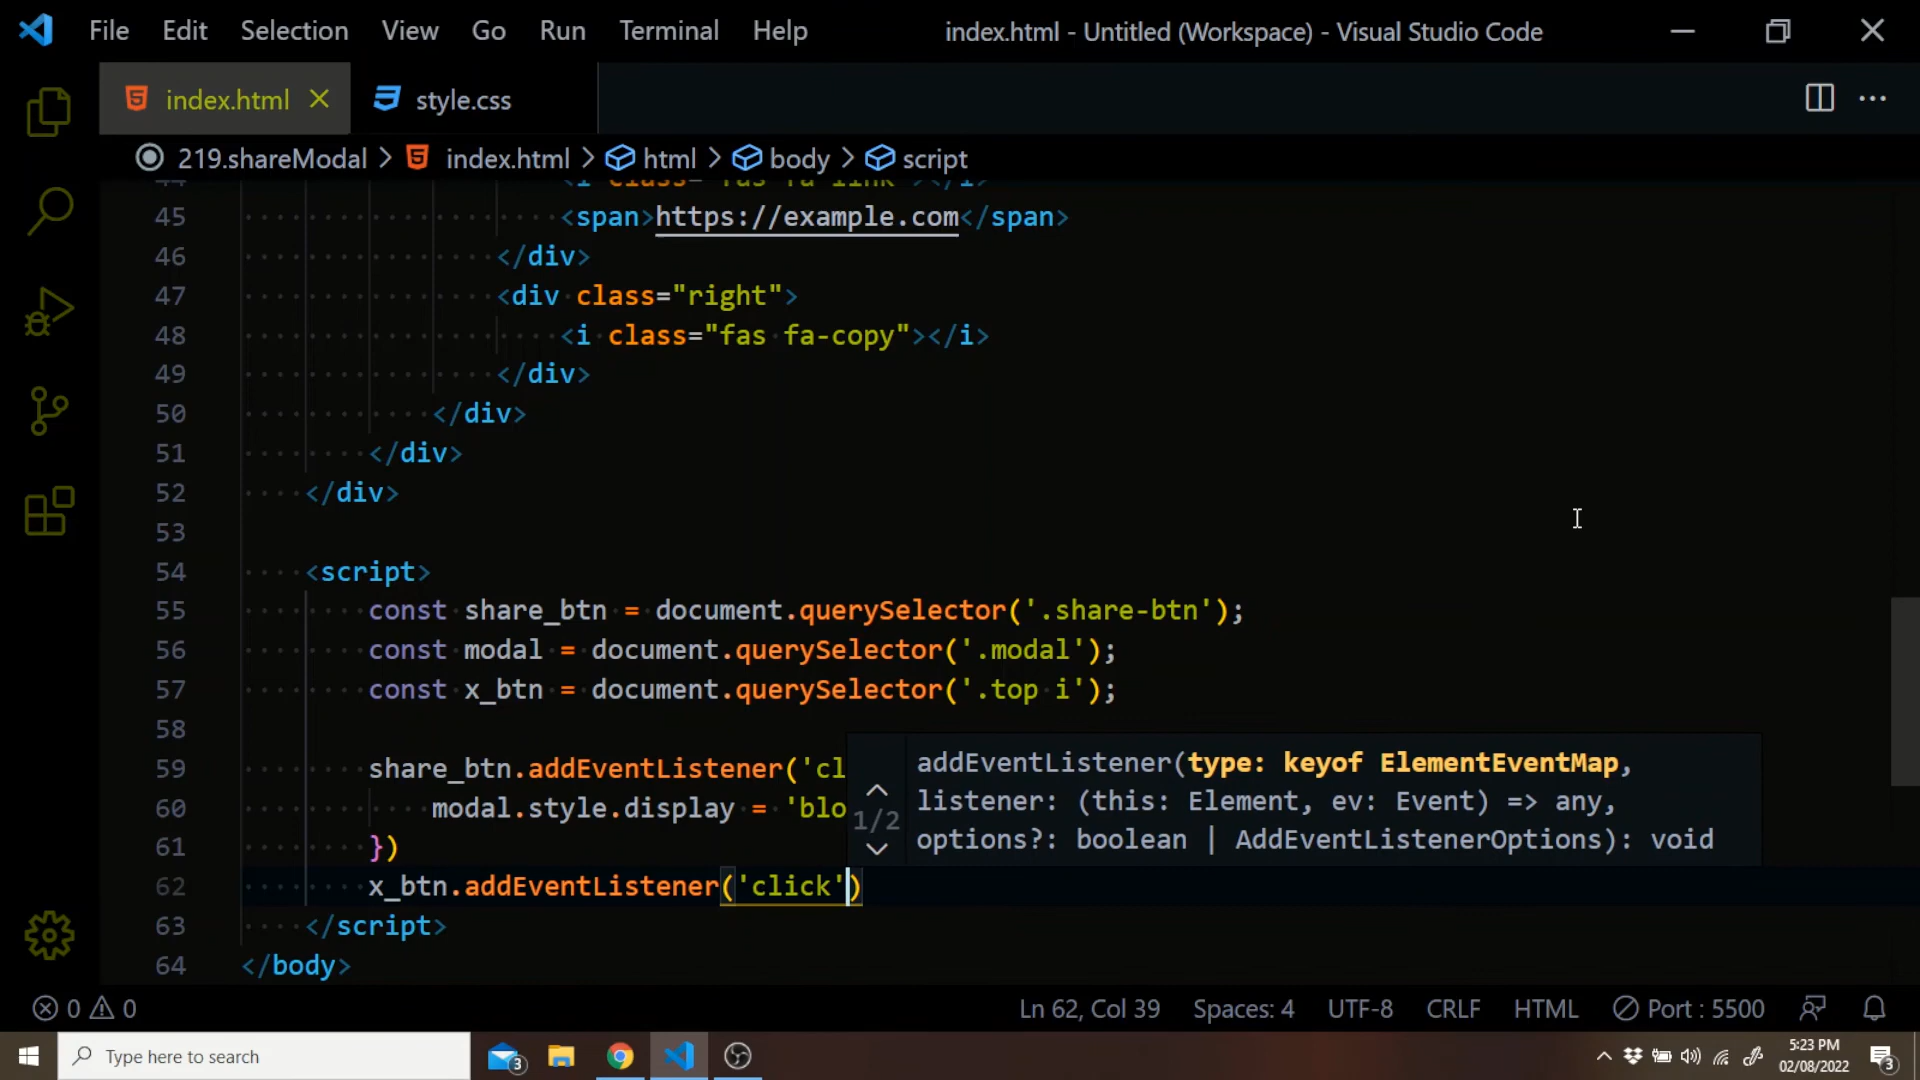 File Edit Selection View Go Run Terminal Help index.html - Untitled (Workspace) - Visual Studio Code
index.html style.css
219.shareModal > index.html > html > body > script
45 <span>https://example.com</span>
46 </div>
47 <div class="right">
48 <i class="fas fa-copy"></i>
49 </div>
50 </div>
51 </div>
52 </div>
53
54 <script>
55 const share_btn = document.querySelector('.share-btn');
56 const modal = document.querySelector('.modal');
57 const x_btn = document.querySelector('.top i');
58
59 share_btn.addEventListener('cl
60 modal.style.display = 'blo
61 })
62 x_btn.addEventListener('click')
63 </script>
64 </body>
1/2
addEventListener(type: keyof ElementEventMap,
listener: (this: Element, ev: Event) => any,
options?: boolean | AddEventListenerOptions): void
0 0 Ln 62, Col 39 Spaces: 4 UTF-8 CRLF HTML Port : 5500
Type here to search 3 5:23 PM
02/08/2022 3